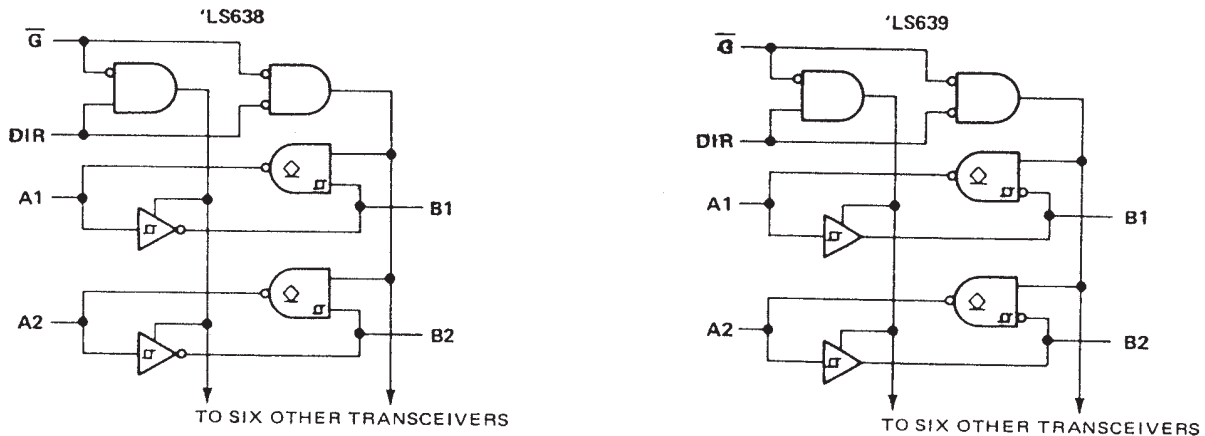 'LS638
G̅
DIR
A1
B1
A2
B2
TO SIX OTHER TRANSCEIVERS
'LS639
G̅
DIR
A1
B1
A2
B2
TO SIX OTHER TRANSCEIVERS